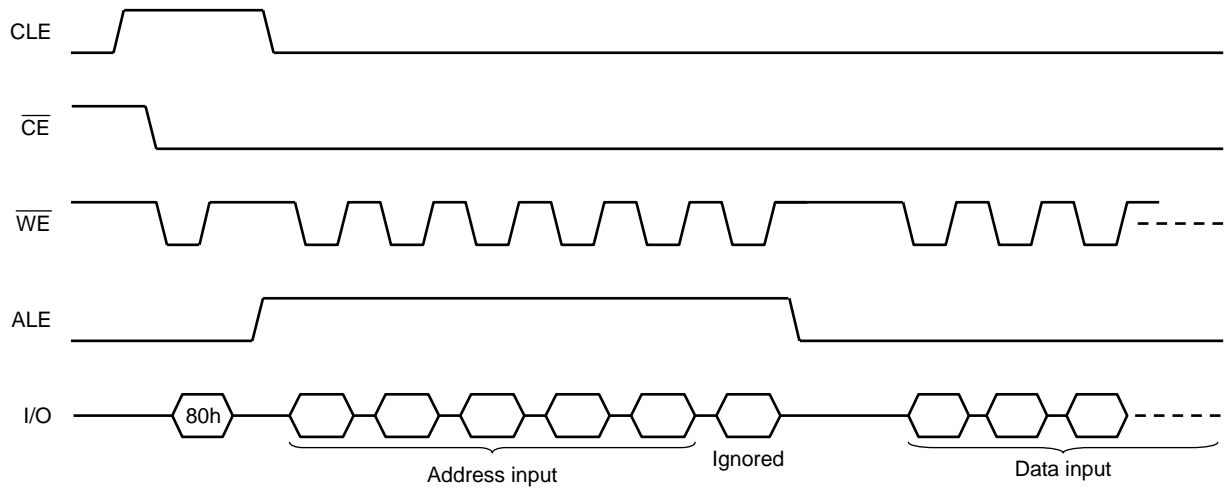 CLE
CE
WE
ALE
I/O
80h
Address input
Ignored
Data input